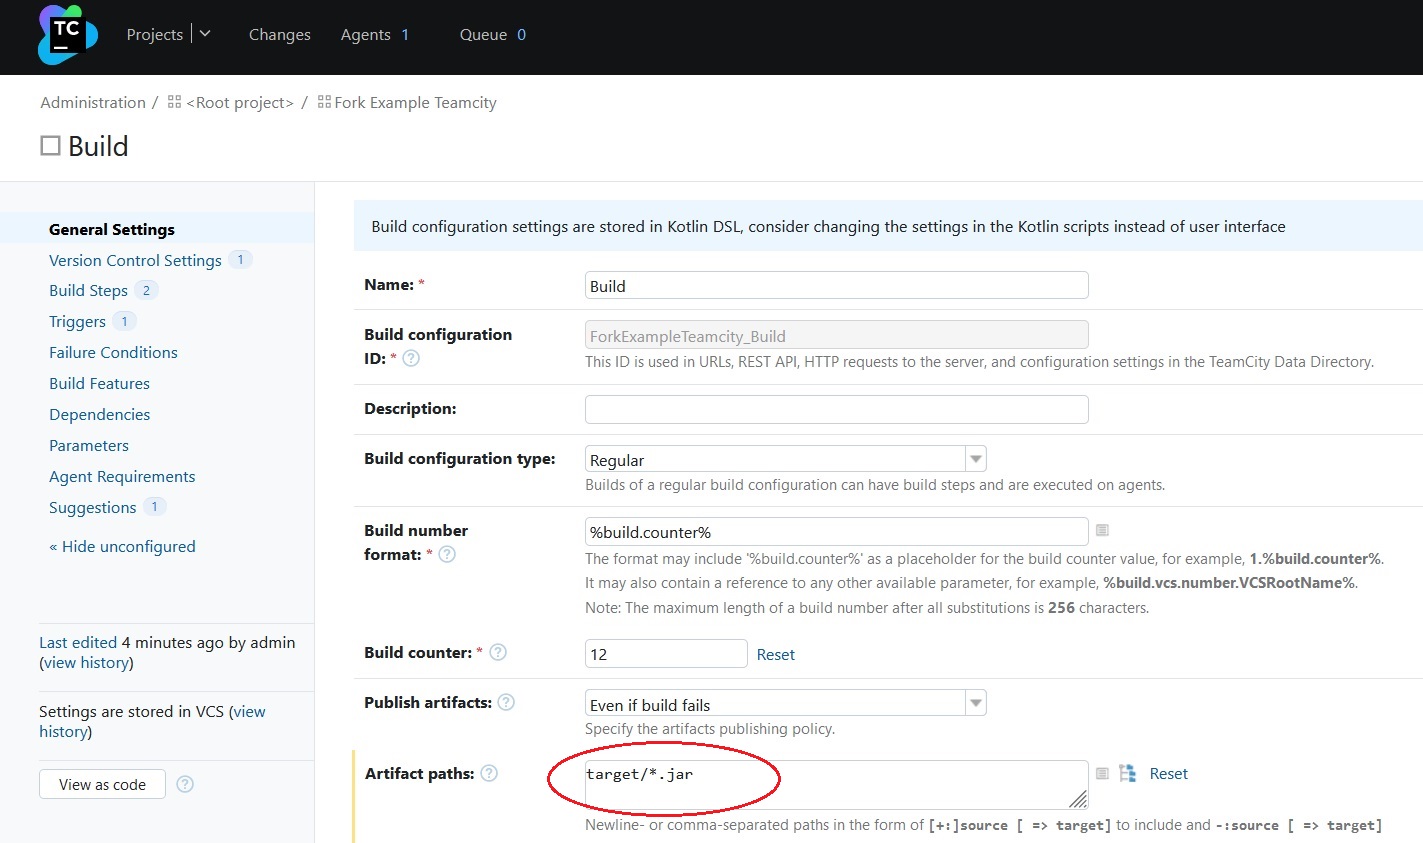 TC
Projects
Changes
Agents 1
Queue 0
Administration / <Root project> / Fork Example Teamcity
Build
General Settings
Version Control Settings 1
Build Steps 2
Triggers 1
Failure Conditions
Build Features
Dependencies
Parameters
Agent Requirements
Suggestions 1
« Hide unconfigured
Last edited 4 minutes ago by admin
(view history)
Settings are stored in VCS (view
history)
View as code ?
Build configuration settings are stored in Kotlin DSL, consider changing the settings in the Kotlin scripts instead of user interface
Name: * Build
Build configuration
ID: * ? ForkExampleTeamcity_Build
This ID is used in URLs, REST API, HTTP requests to the server, and configuration settings in the TeamCity Data Directory.
Description:
Build configuration type: Regular
Builds of a regular build configuration can have build steps and are executed on agents.
Build number
format: * ? %build.counter%
The format may include '%build.counter%' as a placeholder for the build counter value, for example, 1.%build.counter%.
It may also contain a reference to any other available parameter, for example, %build.vcs.number.VCSRootName%.
Note: The maximum length of a build number after all substitutions is 256 characters.
Build counter: * ? 12 Reset
Publish artifacts: ? Even if build fails
Specify the artifacts publishing policy.
Artifact paths: ? target/*.jar Reset
Newline- or comma-separated paths in the form of [+:]source [ => target] to include and -:source [ => target]